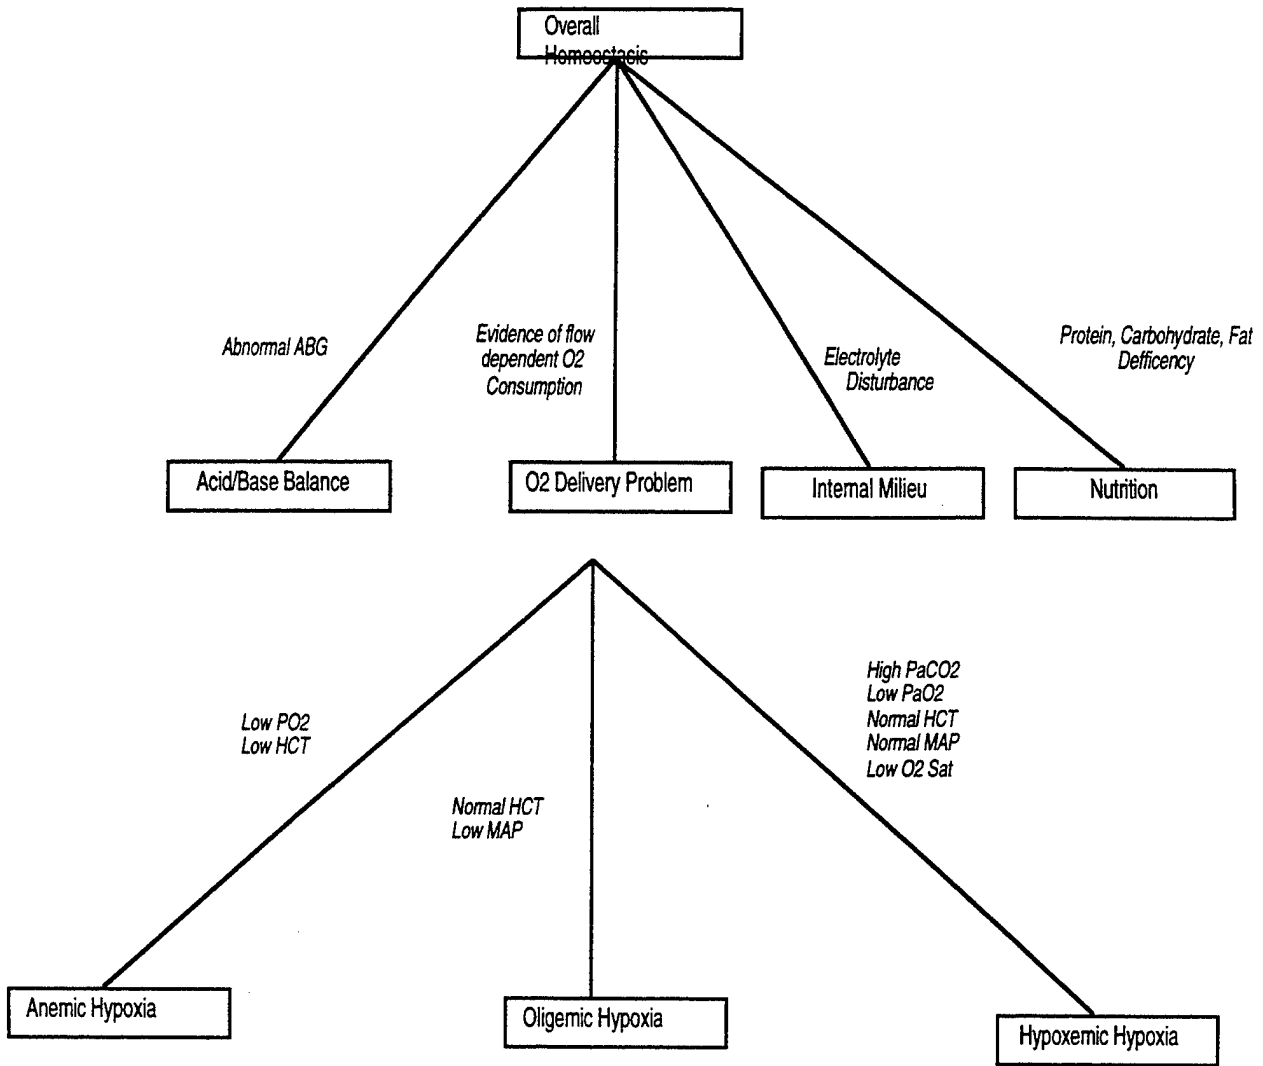 Overall
Homeostasis
Abnormal ABG
Evidence of flow
dependent O2
Consumption
Electrolyte
Disturbance
Protein, Carbohydrate, Fat
Defficency
Acid/Base Balance
O2 Delivery Problem
Internal Milieu
Nutrition
Low PO2
Low HCT
Normal HCT
Low MAP
High PaCO2
Low PaO2
Normal HCT
Normal MAP
Low O2 Sat
Anemic Hypoxia
Oligemic Hypoxia
Hypoxemic Hypoxia